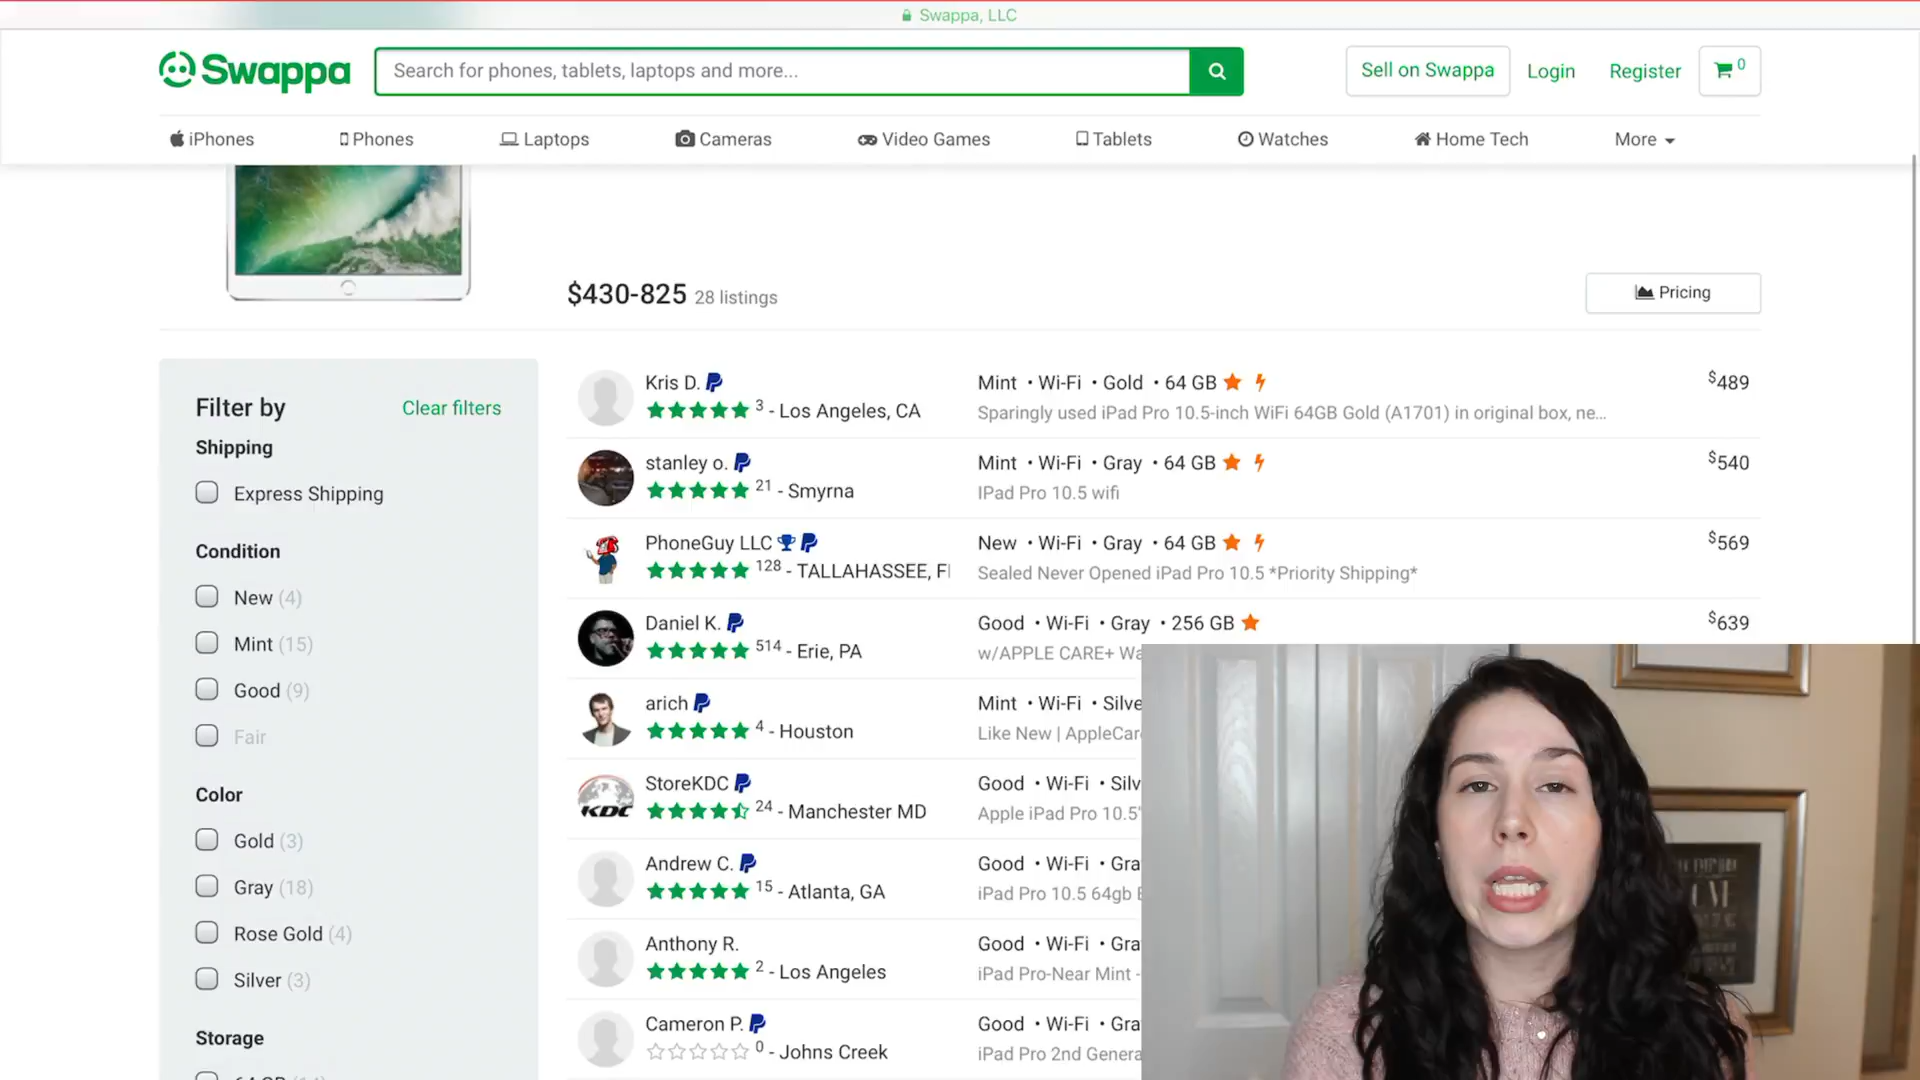 Swappa, LLC
Swappa
Search for phones, tablets, laptops and more...
Sell on Swappa
Login
Register
0
iPhones
Phones
Laptops
Cameras
Video Games
Tablets
Watches
Home Tech
More
$430-825 28 listings
Pricing
Filter by
Clear filters
Shipping
Express Shipping
Condition
New (4)
Mint (15)
Good (9)
Fair
Color
Gold (3)
Gray (18)
Rose Gold (4)
Silver (3)
Storage
Kris D.
3 - Los Angeles, CA
Mint • Wi-Fi • Gold • 64 GB
Sparingly used iPad Pro 10.5-inch WiFi 64GB Gold (A1701) in original box, ne...
$489
stanley o.
21 - Smyrna
Mint • Wi-Fi • Gray • 64 GB
IPad Pro 10.5 wifi
$540
PhoneGuy LLC
128 - TALLAHASSEE, Fl
New • Wi-Fi • Gray • 64 GB
Sealed Never Opened iPad Pro 10.5 *Priority Shipping*
$569
Daniel K.
514 - Erie, PA
Good • Wi-Fi • Gray • 256 GB
w/APPLE CARE+ Wa
$639
arich
4 - Houston
Mint • Wi-Fi • Silve
Like New | AppleCar
KDC
StoreKDC
24 - Manchester MD
Good • Wi-Fi • Silv
Apple iPad Pro 10.5"
Andrew C.
15 - Atlanta, GA
Good • Wi-Fi • Gra
iPad Pro 10.5 64gb
Anthony R.
2 - Los Angeles
Good • Wi-Fi • Gra
iPad Pro-Near Mint -
Cameron P.
0 - Johns Creek
Good • Wi-Fi • Gra
iPad Pro 2nd Genera